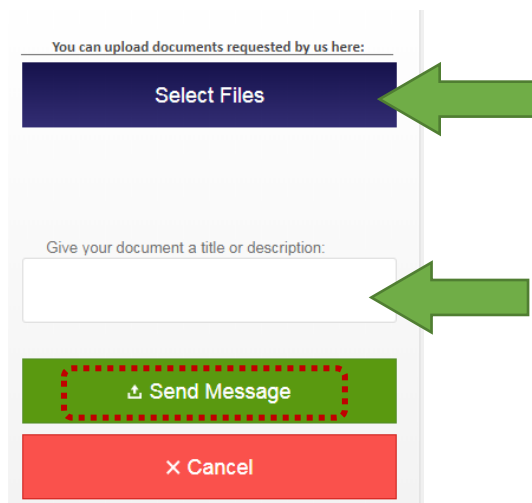 You can upload documents requested by us here:
Select Files
Give your document a title or description:
Send Message
Cancel